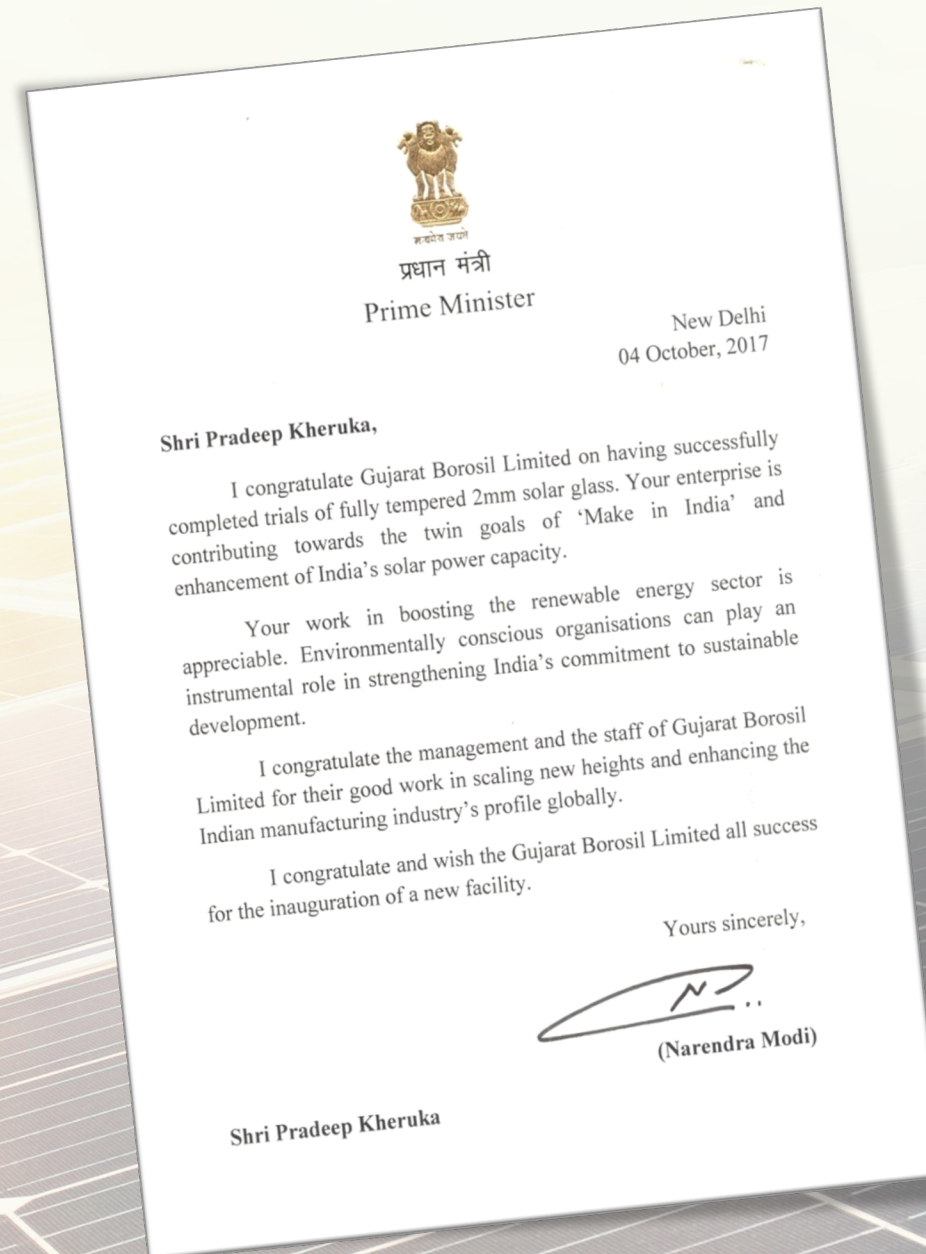 सत्यमेव जयते
प्रधान मंत्री
Prime Minister
New Delhi
04 October, 2017
Shri Pradeep Kheruka,
I congratulate Gujarat Borosil Limited on having successfully
completed trials of fully tempered 2mm solar glass. Your enterprise is
contributing towards the twin goals of ‘Make in India’ and
enhancement of India’s solar power capacity.
Your work in boosting the renewable energy sector is
appreciable. Environmentally conscious organisations can play an
instrumental role in strengthening India’s commitment to sustainable
development.
I congratulate the management and the staff of Gujarat Borosil
Limited for their good work in scaling new heights and enhancing the
Indian manufacturing industry’s profile globally.
I congratulate and wish the Gujarat Borosil Limited all success
for the inauguration of a new facility.
Yours sincerely,
(Narendra Modi)
Shri Pradeep Kheruka